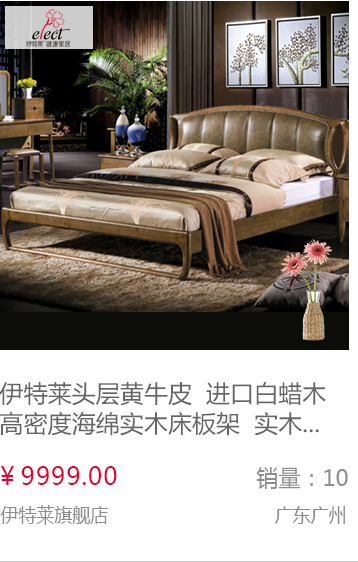 elect
伊特莱 健康家居
伊特莱头层黄牛皮 进口白蜡木
高密度海绵实木床板架 实木...
¥ 9999.00
销量：10
伊特莱旗舰店
广东广州